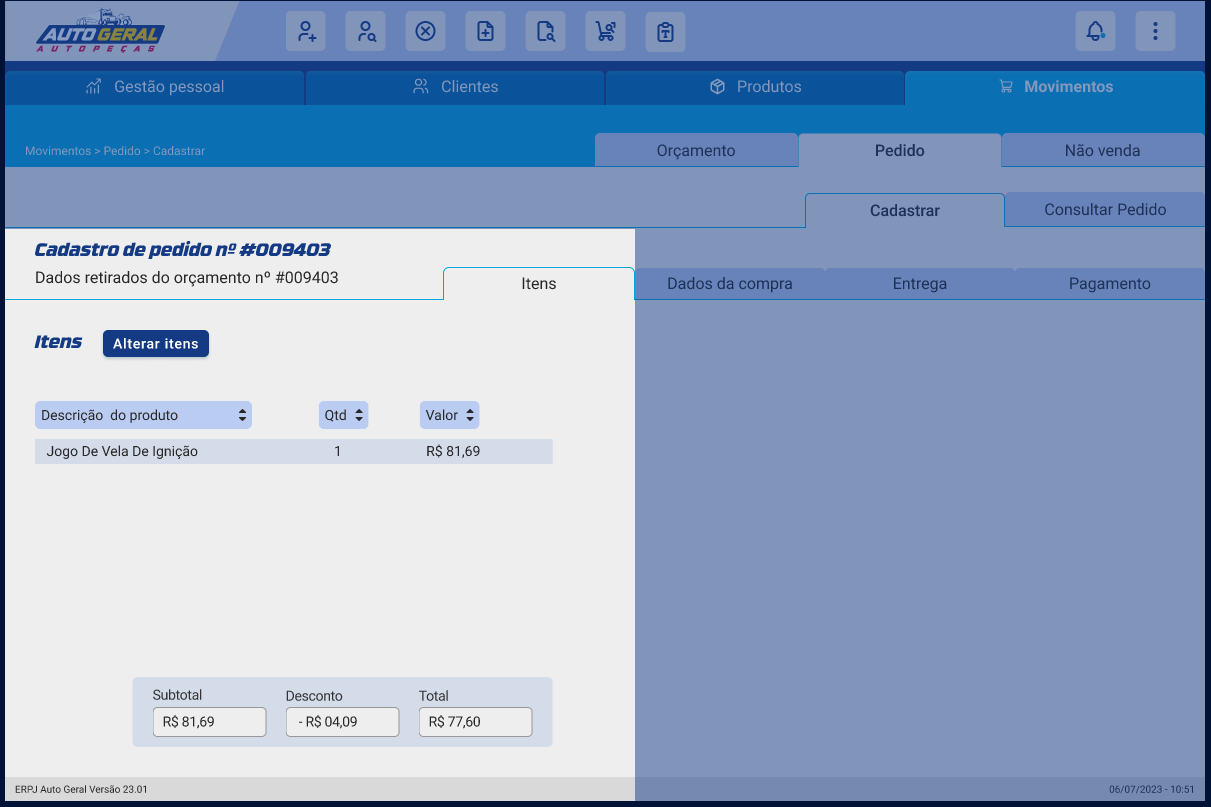 AUTO GERAL
AUTOPEÇAS
Gestão pessoal
Clientes
Produtos
Movimentos
Movimentos > Pedido > Cadastrar
Orçamento
Pedido
Não venda
Cadastrar
Consultar Pedido
Cadastro de pedido nº #009403
Dados retirados do orçamento nº #009403
Itens
Dados da compra
Entrega
Pagamento
Itens
Alterar itens
Descrição do produto
Qtd
Valor
Jogo De Vela De Ignição
1
R$ 81,69
Subtotal
Desconto
Total
R$ 81,69
- R$ 04,09
R$ 77,60
ERPJ Auto Geral Versão 23.01
06/07/2023 - 10:51